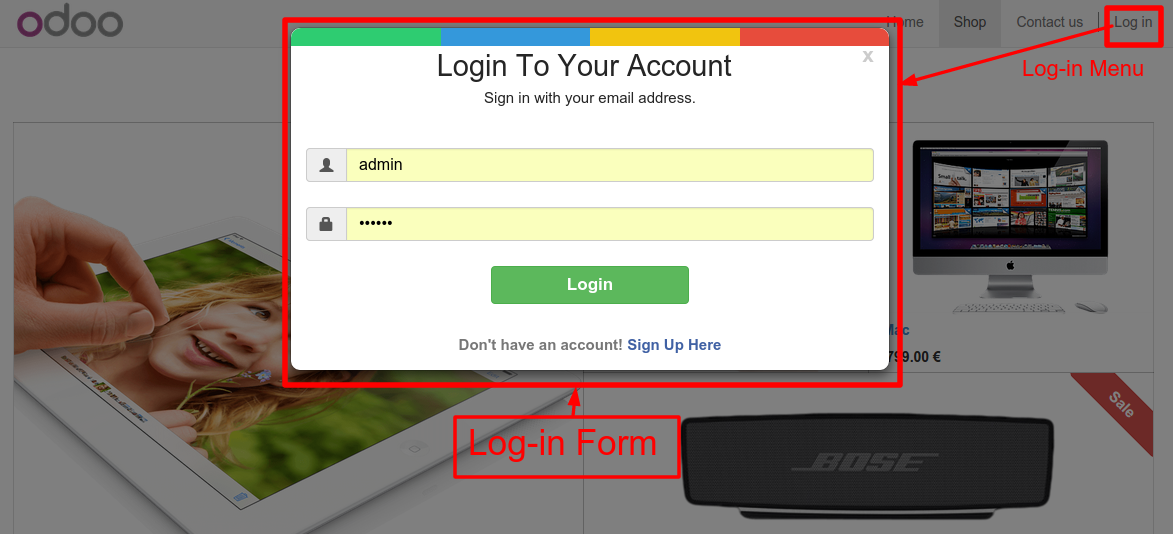 odoo
Home Shop Contact us Log in
Log-in Menu
x
Login To Your Account
Sign in with your email address.
admin
••••••
Login
Don't have an account! Sign Up Here
Mac
799.00 €
Log-in Form
Sale
BOSE